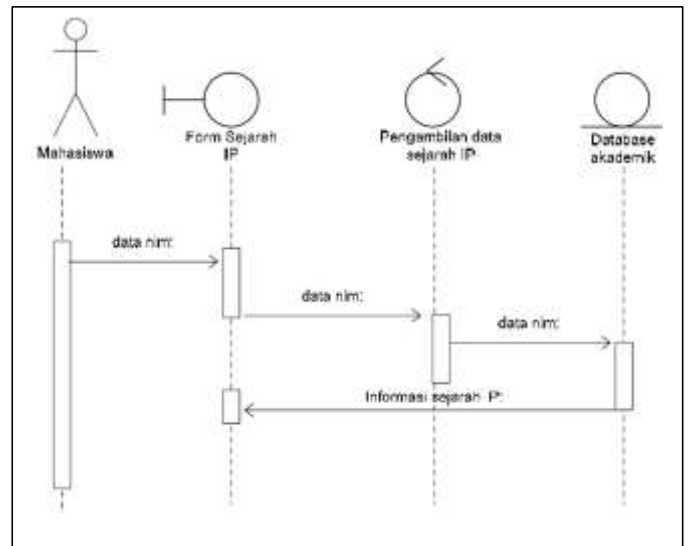 Mahasiswa
Form Sejarah
IP
Pengambilan data
sejarah IP
Database
akademik
data nim:
data nim:
data nim:
Informasi sejarah IP: